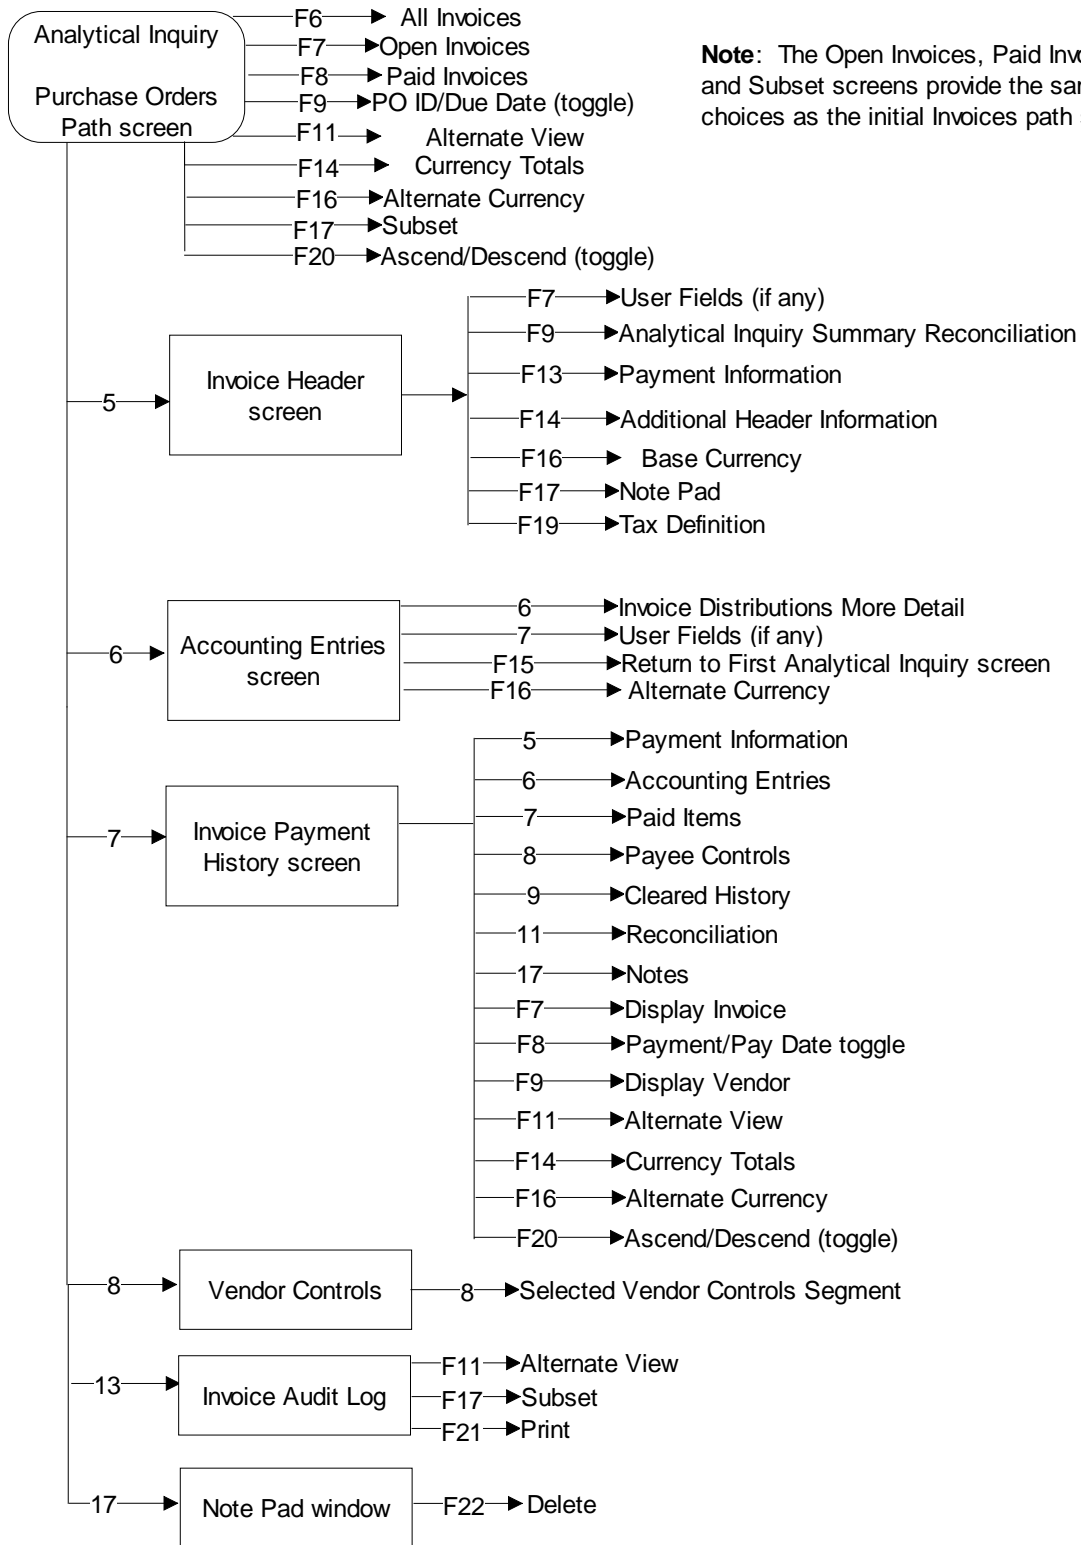 Analytical Inquiry
Purchase Orders
Path screen
F6 All Invoices
F7 Open Invoices
F8 Paid Invoices
F9 PO ID/Due Date (toggle)
F11 Alternate View
F14 Currency Totals
F16 Alternate Currency
F17 Subset
F20 Ascend/Descend (toggle)
Note: The Open Invoices, Paid Invo
and Subset screens provide the sa
choices as the initial Invoices path
5
Invoice Header
screen
F7 User Fields (if any)
F9 Analytical Inquiry Summary Reconciliation
F13 Payment Information
F14 Additional Header Information
F16 Base Currency
F17 Note Pad
F19 Tax Definition
6
Accounting Entries
screen
6 Invoice Distributions More Detail
7 User Fields (if any)
F15 Return to First Analytical Inquiry screen
F16 Alternate Currency
7
Invoice Payment
History screen
5 Payment Information
6 Accounting Entries
7 Paid Items
8 Payee Controls
9 Cleared History
11 Reconciliation
17 Notes
F7 Display Invoice
F8 Payment/Pay Date toggle
F9 Display Vendor
F11 Alternate View
F14 Currency Totals
F16 Alternate Currency
F20 Ascend/Descend (toggle)
8
Vendor Controls
8 Selected Vendor Controls Segment
13
Invoice Audit Log
F11 Alternate View
F17 Subset
F21 Print
17
Note Pad window
F22 Delete